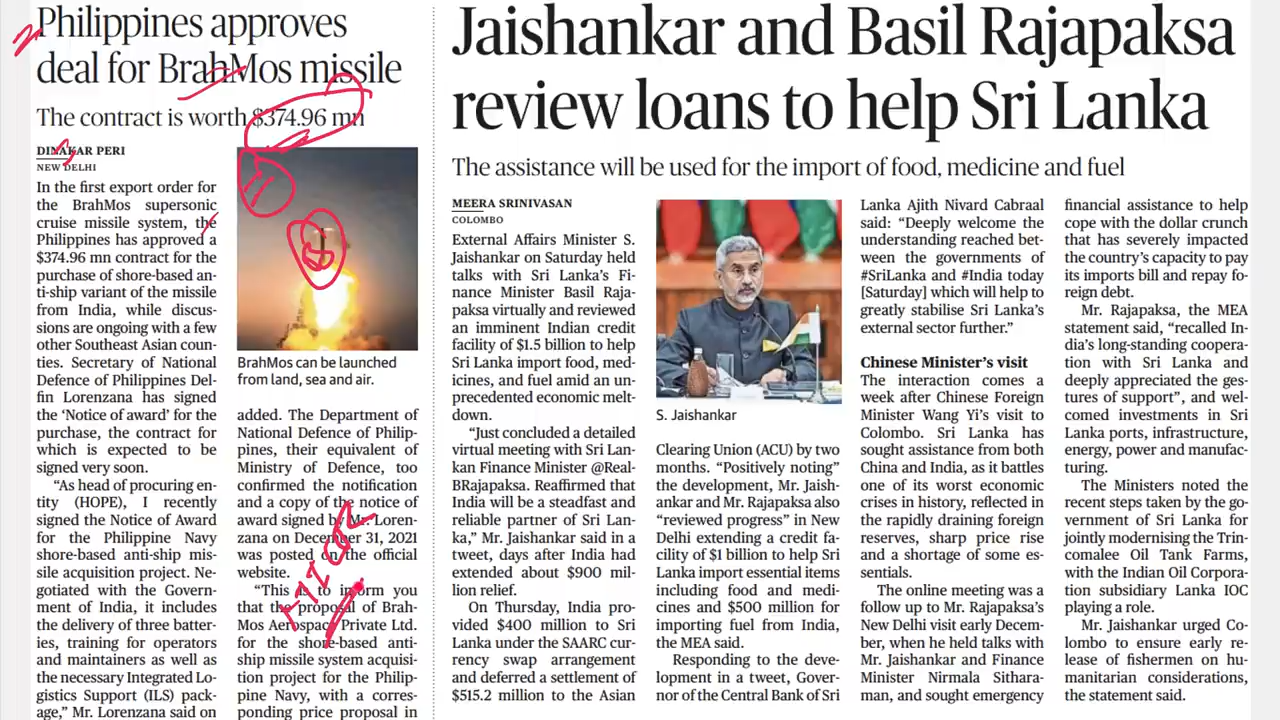 Philippines approves
deal for BrahMos missile
The contract is worth $374.96 mn
DINAKAR PERI
NEW DELHI
In the first export order for
the BrahMos supersonic
cruise missile system, the
Philippines has approved a
$374.96 mn contract for the
purchase of shore-based an-
ti-ship variant of the missile
from India, while discus-
sions are ongoing with a few
other Southeast Asian coun-
ties. Secretary of National
Defence of Philippines Del-
fin Lorenzana has signed
the ‘Notice of award’ for the
purchase, the contract for
which is expected to be
signed very soon.
“As head of procuring en-
tity (HOPE), I recently
signed the Notice of Award
for the Philippine Navy
shore-based anti-ship mis-
sile acquisition project. Ne-
gotiated with the Govern-
ment of India, it includes
the delivery of three batte-
ries, training for operators
and maintainers as well as
the necessary Integrated Lo-
gistics Support (ILS) pack-
age,” Mr. Lorenzana said on
BrahMos can be launched
from land, sea and air.
added. The Department of
National Defence of Philip-
pines, their equivalent of
Ministry of Defence, too
confirmed the notification
and a copy of the notice of
award signed by Mr. Loren-
zana on December 31, 2021
was posted on the official
website.
“This is to inform you
that the proposal of Brah-
Mos Aerospace Private Ltd.
for the shore-based anti-
ship missile system acquisi-
tion project for the Philip-
pine Navy, with a corres-
ponding price proposal in
Jaishankar and Basil Rajapaksa
review loans to help Sri Lanka
The assistance will be used for the import of food, medicine and fuel
MEERA SRINIVASAN
COLOMBO
External Affairs Minister S.
Jaishankar on Saturday held
talks with Sri Lanka’s Fi-
nance Minister Basil Raja-
paksa virtually and reviewed
an imminent Indian credit
facility of $1.5 billion to help
Sri Lanka import food, med-
icines, and fuel amid an un-
precedented economic melt-
down.
“Just concluded a detailed
virtual meeting with Sri Lan-
kan Finance Minister @Real-
BRajapaksa. Reaffirmed that
India will be a steadfast and
reliable partner of Sri Lan-
ka,” Mr. Jaishankar said in a
tweet, days after India had
extended about $900 mil-
lion relief.
On Thursday, India pro-
vided $400 million to Sri
Lanka under the SAARC cur-
rency swap arrangement
and deferred a settlement of
$515.2 million to the Asian
S. Jaishankar
Clearing Union (ACU) by two
months. “Positively noting”
the development, Mr. Jaish-
ankar and Mr. Rajapaksa also
“reviewed progress” in New
Delhi extending a credit fa-
cility of $1 billion to help Sri
Lanka import essential items
including food and medi-
cines and $500 million for
importing fuel from India,
the MEA said.
Responding to the deve-
lopment in a tweet, Gover-
nor of the Central Bank of Sri
Lanka Ajith Nivard Cabraal
said: “Deeply welcome the
understanding reached bet-
ween the governments of
#SriLanka and #India today
[Saturday] which will help to
greatly stabilise Sri Lanka’s
external sector further.”
Chinese Minister’s visit
The interaction comes a
week after Chinese Foreign
Minister Wang Yi’s visit to
Colombo. Sri Lanka has
sought assistance from both
China and India, as it battles
one of its worst economic
crises in history, reflected in
the rapidly draining foreign
reserves, sharp price rise
and a shortage of some es-
sentials.
The online meeting was a
follow up to Mr. Rajapaksa’s
New Delhi visit early Decem-
ber, when he held talks with
Mr. Jaishankar and Finance
Minister Nirmala Sithara-
man, and sought emergency
financial assistance to help
cope with the dollar crunch
that has severely impacted
the country’s capacity to pay
its imports bill and repay fo-
reign debt.
Mr. Rajapaksa, the MEA
statement said, “recalled In-
dia’s long-standing coopera-
tion with Sri Lanka and
deeply appreciated the ges-
tures of support”, and wel-
comed investments in Sri
Lanka ports, infrastructure,
energy, power and manufac-
turing.
The Ministers noted the
recent steps taken by the go-
vernment of Sri Lanka for
jointly modernising the Trin-
comalee Oil Tank Farms,
with the Indian Oil Corpora-
tion subsidiary Lanka IOC
playing a role.
Mr. Jaishankar urged Co-
lombo to ensure early re-
lease of fishermen on hu-
manitarian considerations,
the statement said.